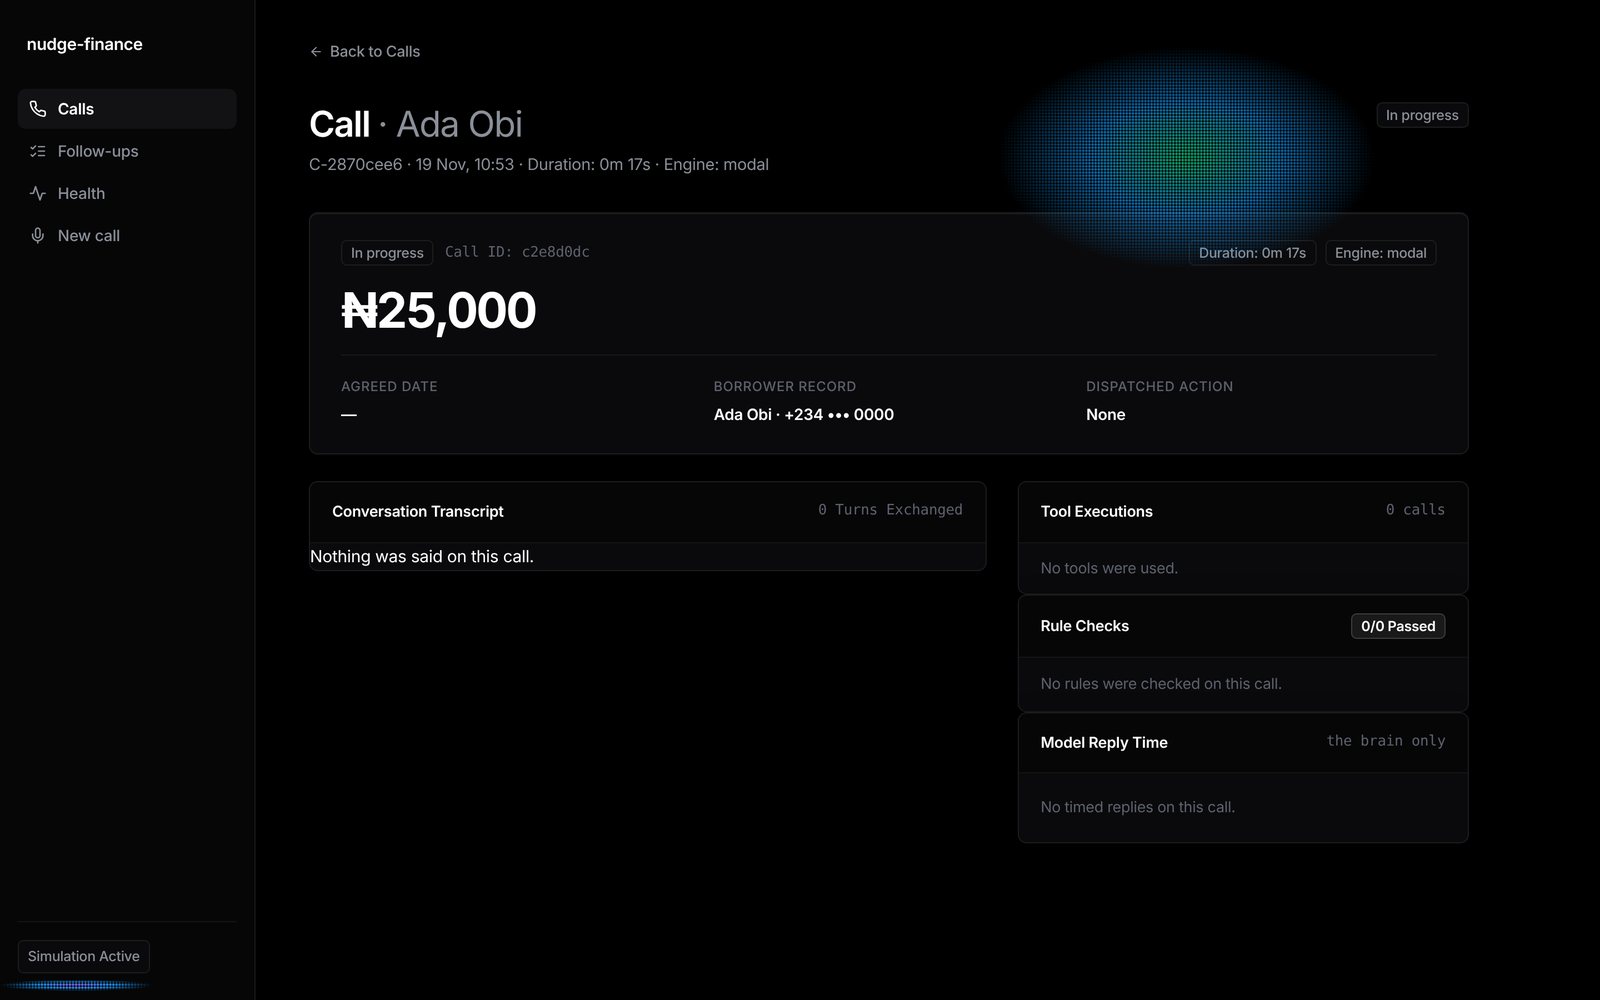 nudge-finance
Calls
Follow-ups
Health
New call
Simulation Active
← Back to Calls
Call · Ada Obi
In progress
C-2870cee6 · 19 Nov, 10:53 · Duration: 0m 17s · Engine: modal
In progress Call ID: c2e8d0dc Duration: 0m 17s Engine: modal
₦25,000
AGREED DATE
—
BORROWER RECORD
Ada Obi · +234 ••• 0000
DISPATCHED ACTION
None
Conversation Transcript 0 Turns Exchanged
Nothing was said on this call.
Tool Executions 0 calls
No tools were used.
Rule Checks 0/0 Passed
No rules were checked on this call.
Model Reply Time the brain only
No timed replies on this call.